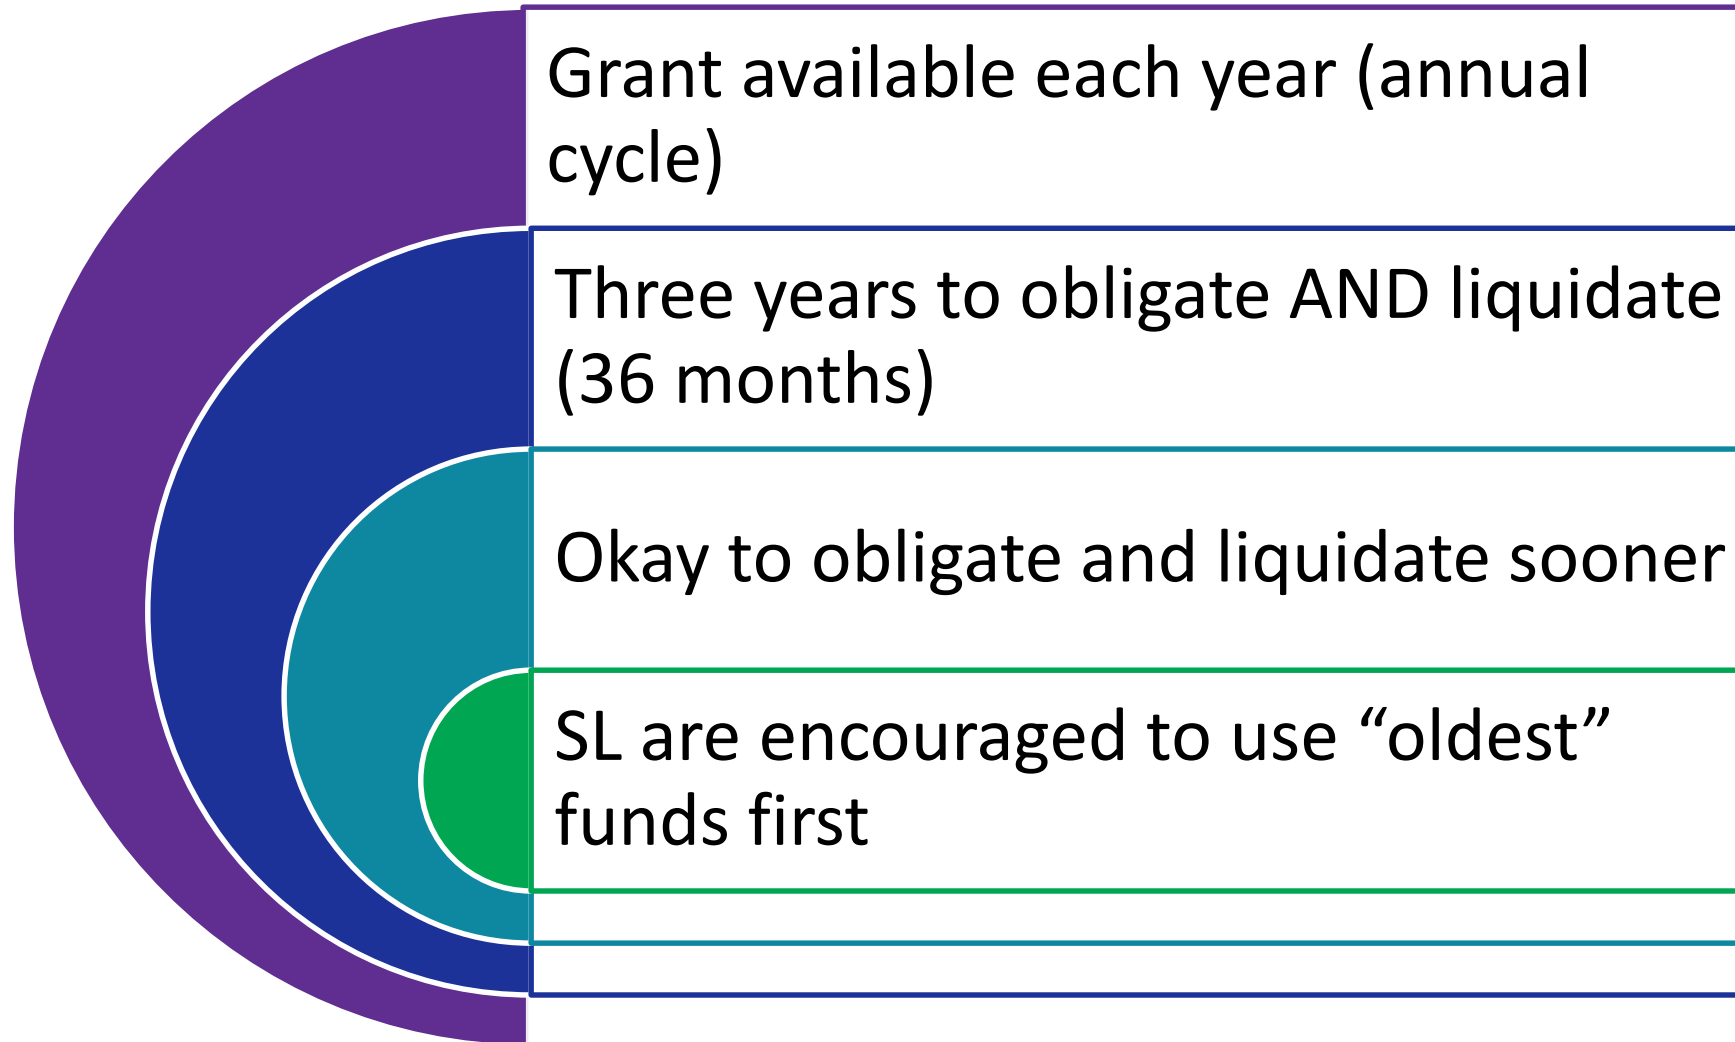 Grant available each year (annual
cycle)
Three years to obligate AND liquidate
(36 months)
Okay to obligate and liquidate sooner
SL are encouraged to use “oldest”
funds first